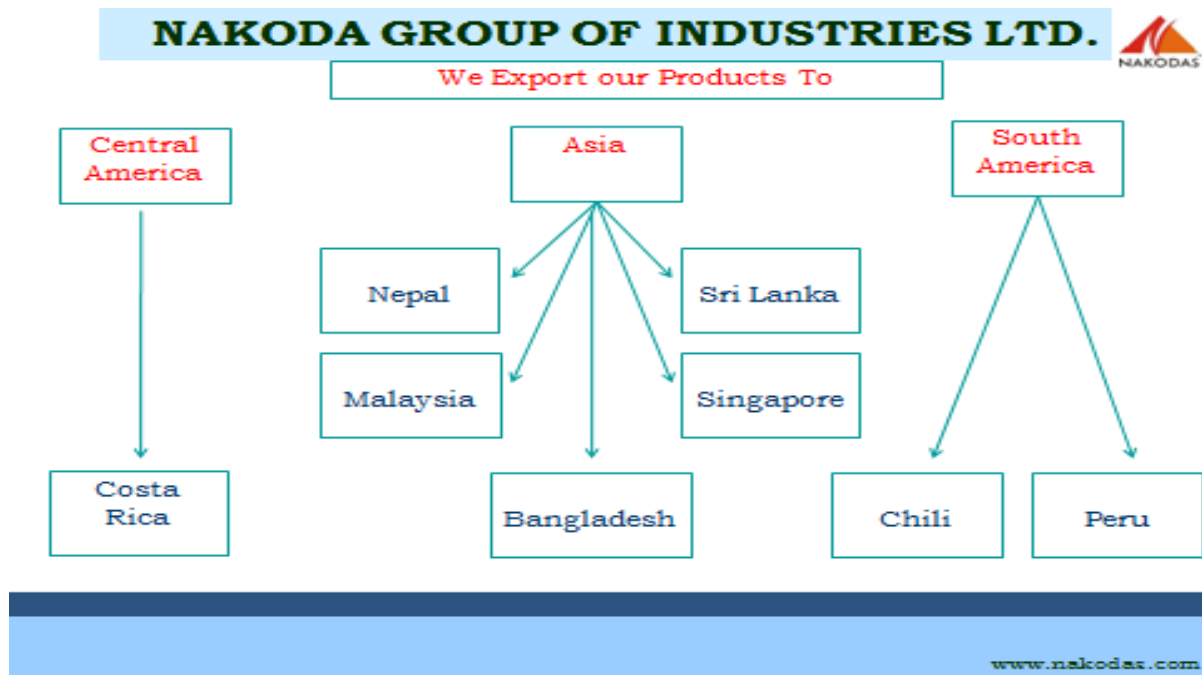 NAKODA GROUP OF INDUSTRIES LTD.
NAKODAS
We Export our Products To
Central
America
Asia
South
America
Nepal
Sri Lanka
Malaysia
Singapore
Costa
Rica
Bangladesh
Chili
Peru
www.nakodas.com